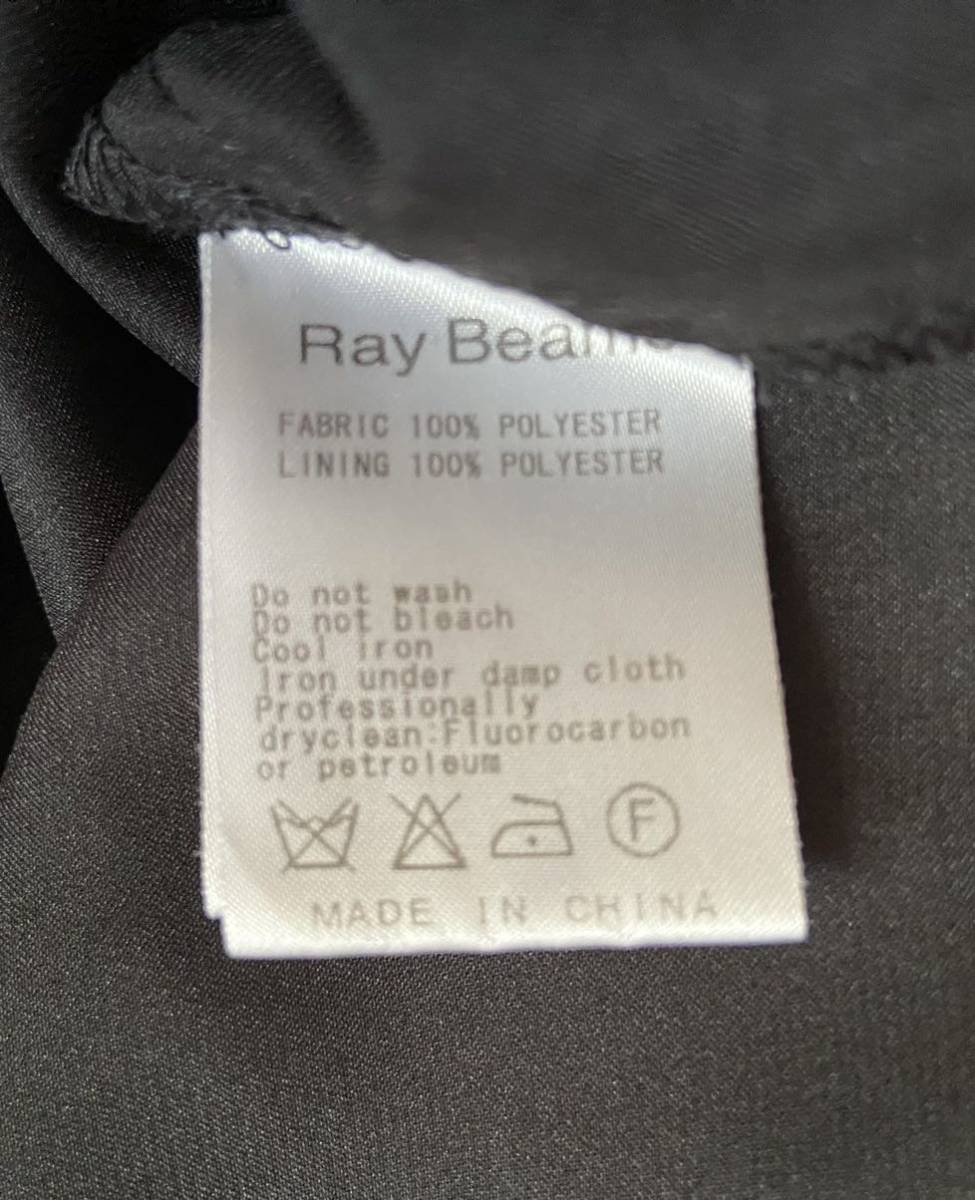 Ray Beams
FABRIC 100% POLYESTER
LINING 100% POLYESTER
Do not wash
Do not bleach
Cool iron
Iron under damp cloth
Professionally
dryclean:Fluorocarbon
or petroleum
F
MADE IN CHINA